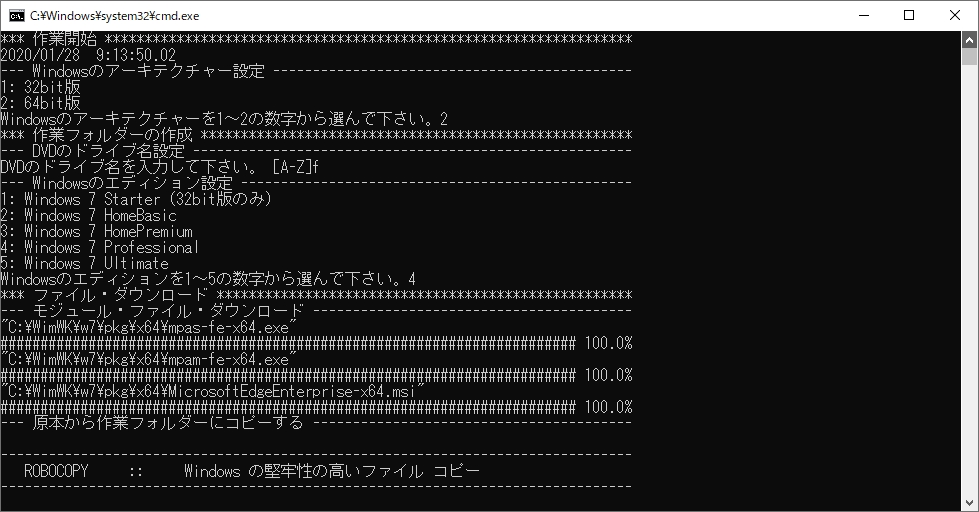 C:¥Windows¥system32¥cmd.exe
*** 作業開始 ******************************************************************
2020/01/28  9:13:50.02
--- Windowsのアーキテクチャー設定 ---------------------------------------------
1: 32bit版
2: 64bit版
Windowsのアーキテクチャーを1～2の数字から選んで下さい。2
*** 作業フォルダーの作成 ******************************************************
--- DVDのドライブ名設定 -------------------------------------------------------
DVDのドライブ名を入力して下さい。 [A-Z]f
--- Windowsのエディション設定 -------------------------------------------------
1: Windows 7 Starter (32bit版のみ)
2: Windows 7 HomeBasic
3: Windows 7 HomePremium
4: Windows 7 Professional
5: Windows 7 Ultimate
Windowsのエディションを1～5の数字から選んで下さい。4
*** ファイル・ダウンロード ****************************************************
--- モジュール・ファイル・ダウンロード ----------------------------------------
"C:¥WimWK¥w7¥pkg¥x64¥mpas-fe-x64.exe"
######################################################################## 100.0%
"C:¥WimWK¥w7¥pkg¥x64¥mpam-fe-x64.exe"
######################################################################## 100.0%
"C:¥WimWK¥w7¥pkg¥x64¥MicrosoftEdgeEnterprise-x64.msi"
######################################################################## 100.0%
--- 原本から作業フォルダーにコピーする ----------------------------------------
-------------------------------------------------------------------------------
   ROBOCOPY     ::     Windows の堅牢性の高いファイル コピー
-------------------------------------------------------------------------------